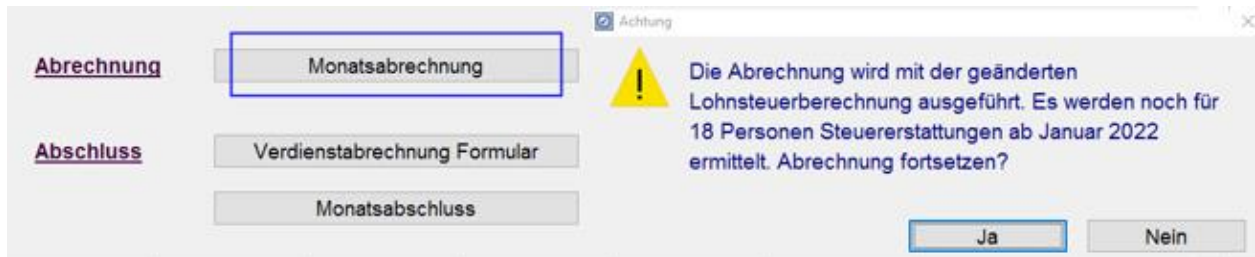 Abrechnung
Monatsabrechnung
Abschluss
Verdienstabrechnung Formular
Monatsabschluss
Achtung
Die Abrechnung wird mit der geänderten
Lohnsteuerberechnung ausgeführt. Es werden noch für
18 Personen Steuererstattungen ab Januar 2022
ermittelt. Abrechnung fortsetzen?
Ja
Nein